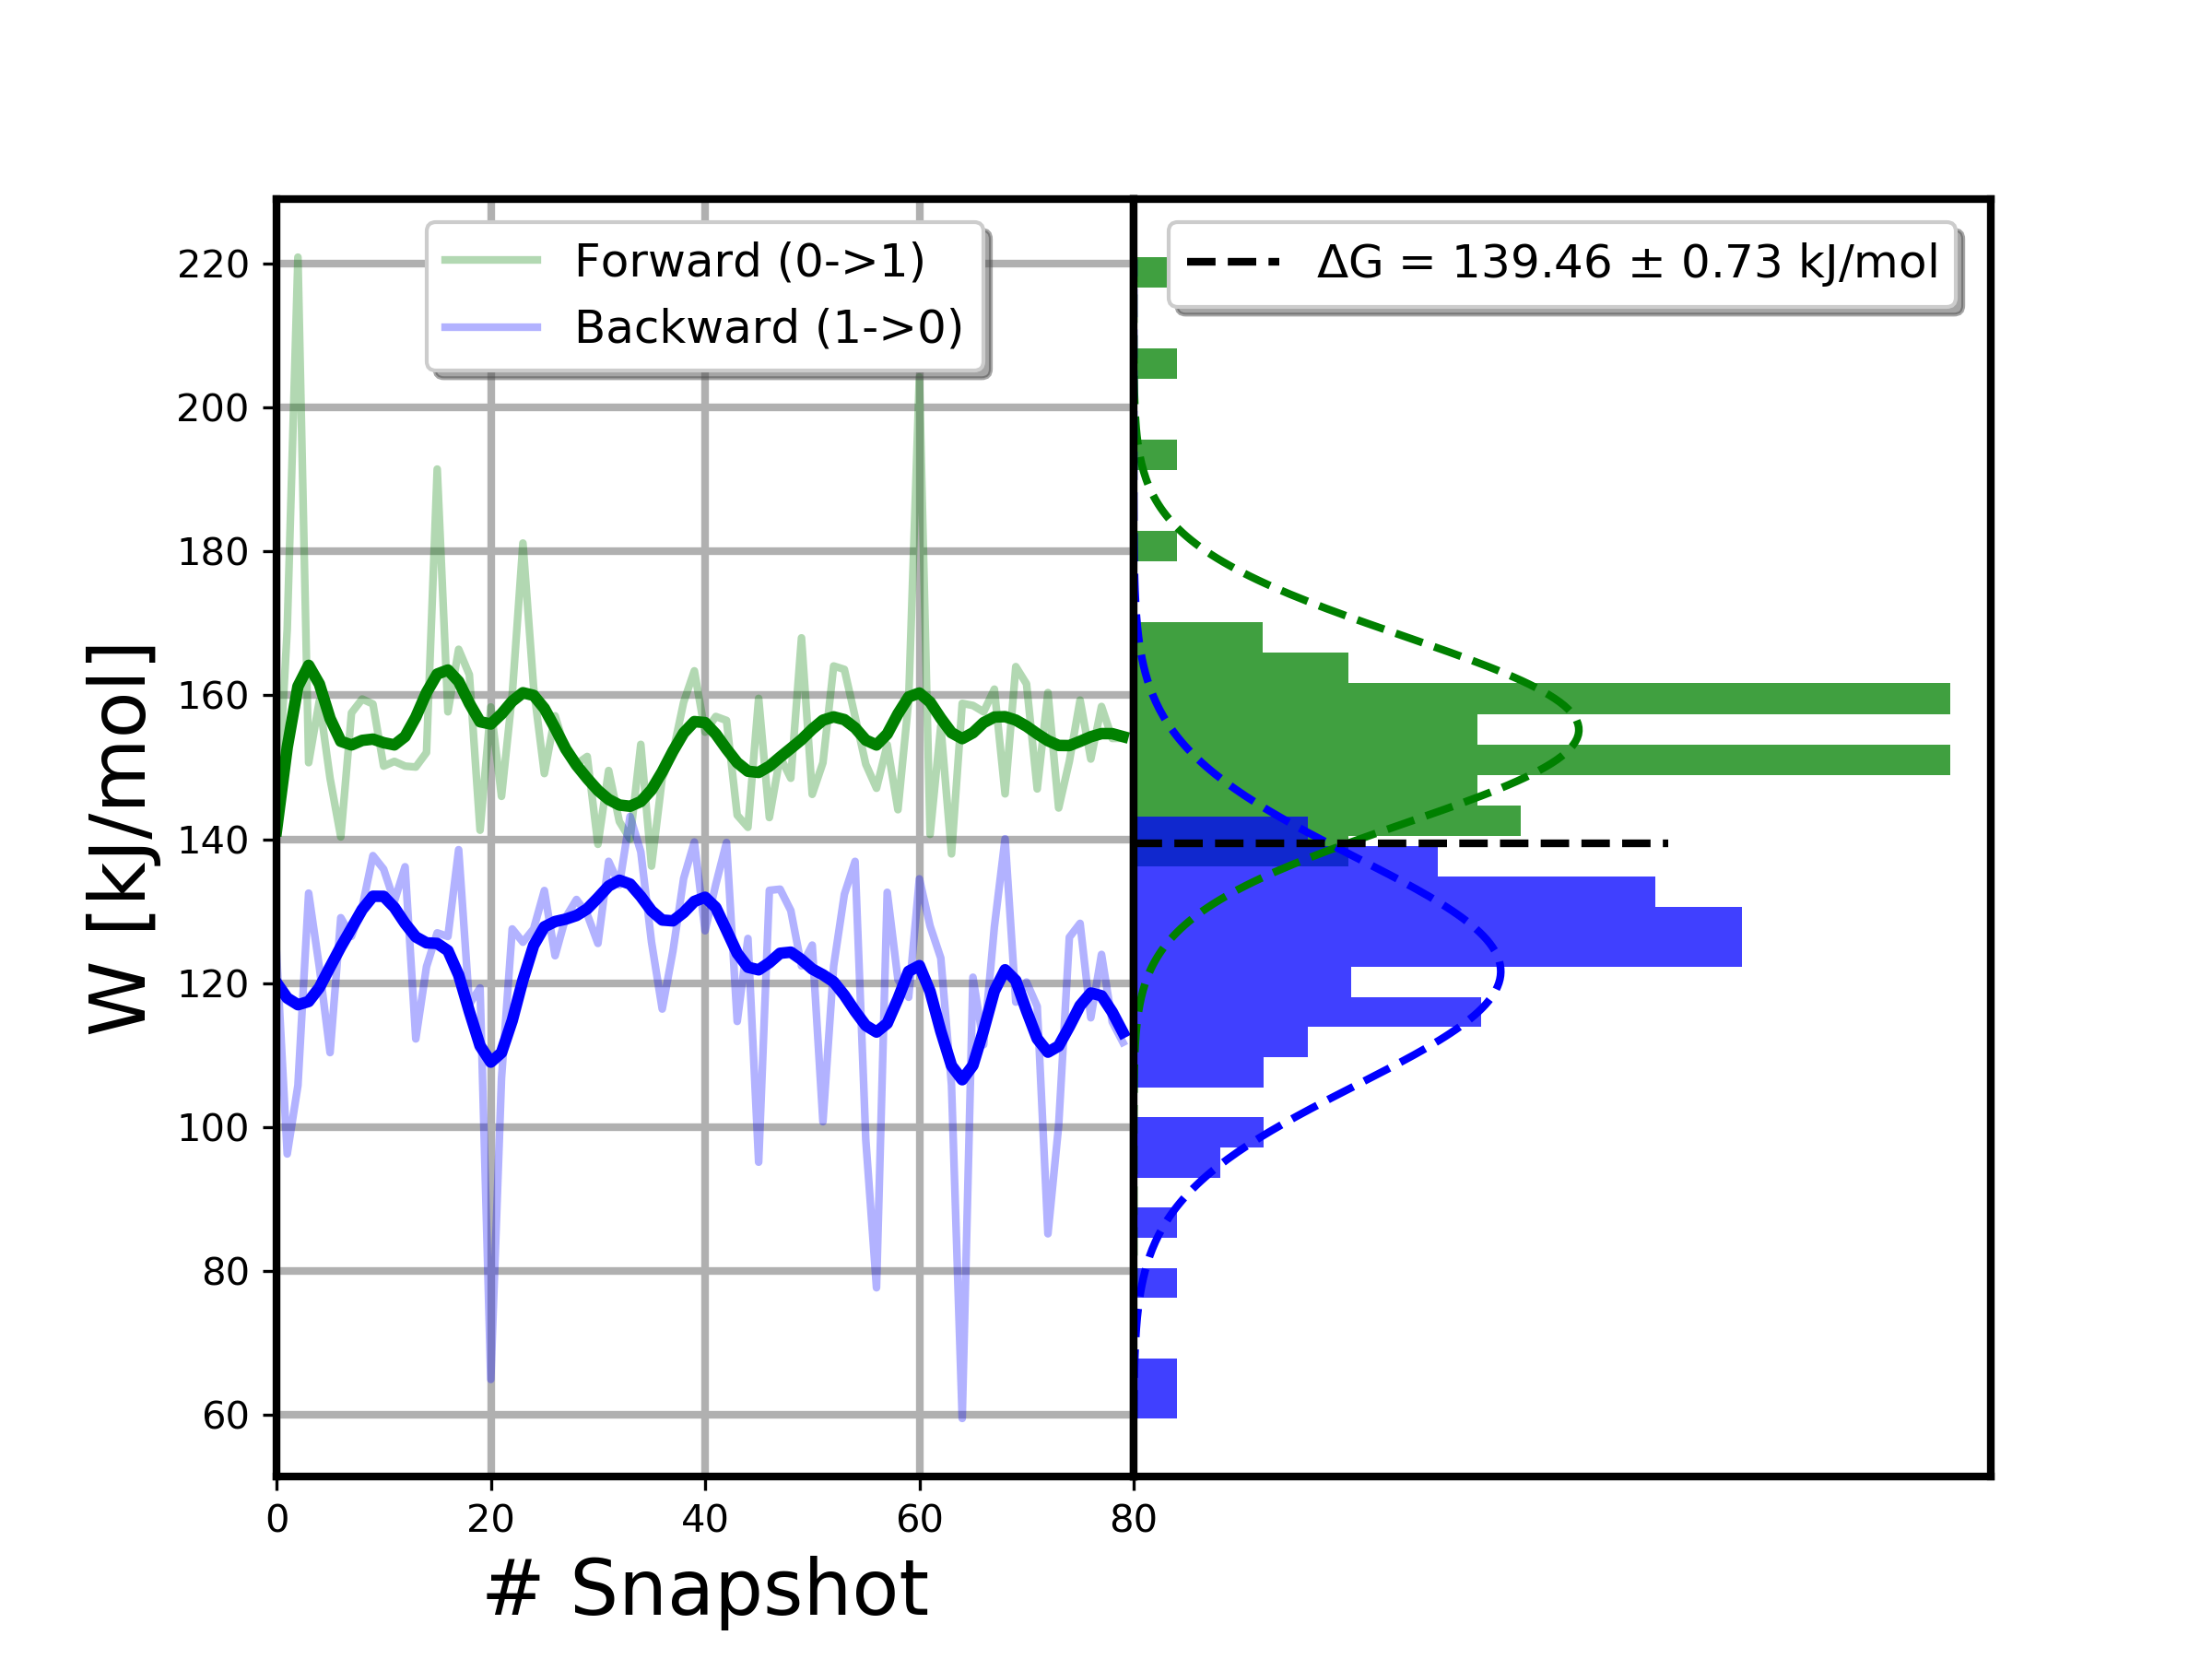 Forward (0->1)
Backward (1->0)
ΔG = 139.46 ± 0.73 kJ/mol
W [kJ/mol]
220
200
180
160
140
120
100
80
60
0 20 40 60 80
# Snapshot